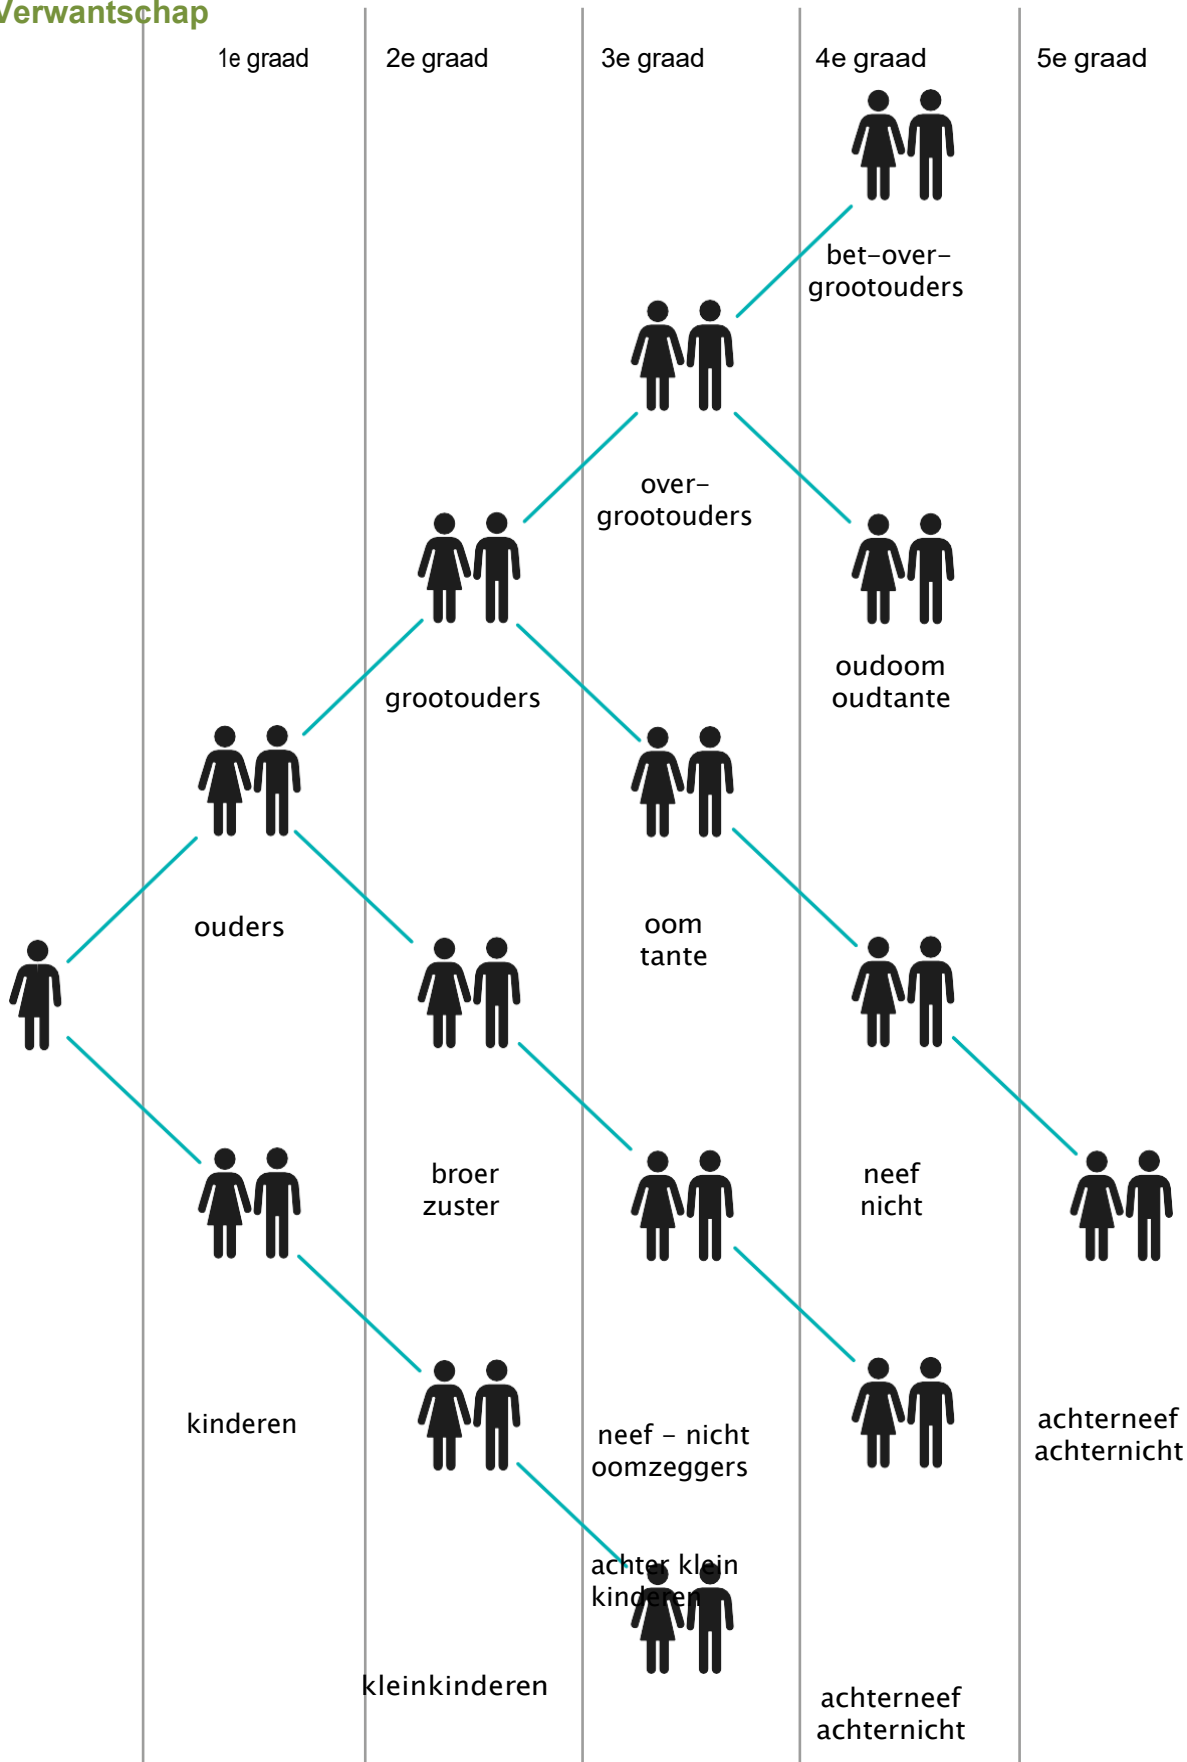 Verwantschap
1e graad
2e graad
3e graad
4e graad
5e graad
bet-over-
grootouders
over-
grootouders
oudoom
oudtante
grootouders
ouders
oom
tante
broer
zuster
neef
nicht
kinderen
neef - nicht
oomzeggers
achterneef
achternicht
achter klein
kinderen
kleinkinderen
achterneef
achternicht